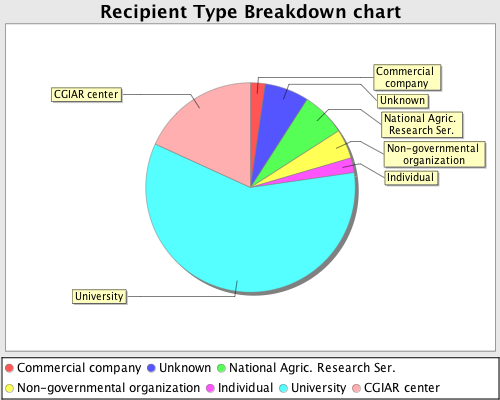 Recipient Type Breakdown chart
Commercial
company
CGIAR center
Unknown
National Agric.
Research Ser.
Non-governmental
organization
Individual
University
Commercial company Unknown National Agric. Research Ser.
Non-governmental organization Individual University CGIAR center